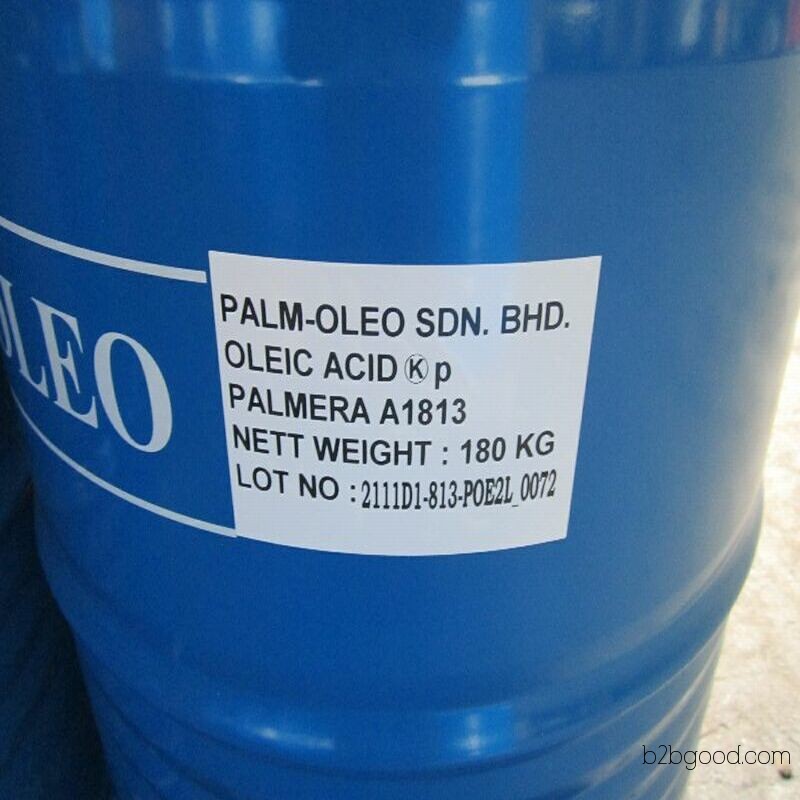 OLEO
PALM-OLEO SDN. BHD.
OLEIC ACID Ⓚ p
PALMERA A1813
NETT WEIGHT : 180 KG
LOT NO : 2111D1-813-POE2L_0072
b2bgood.com